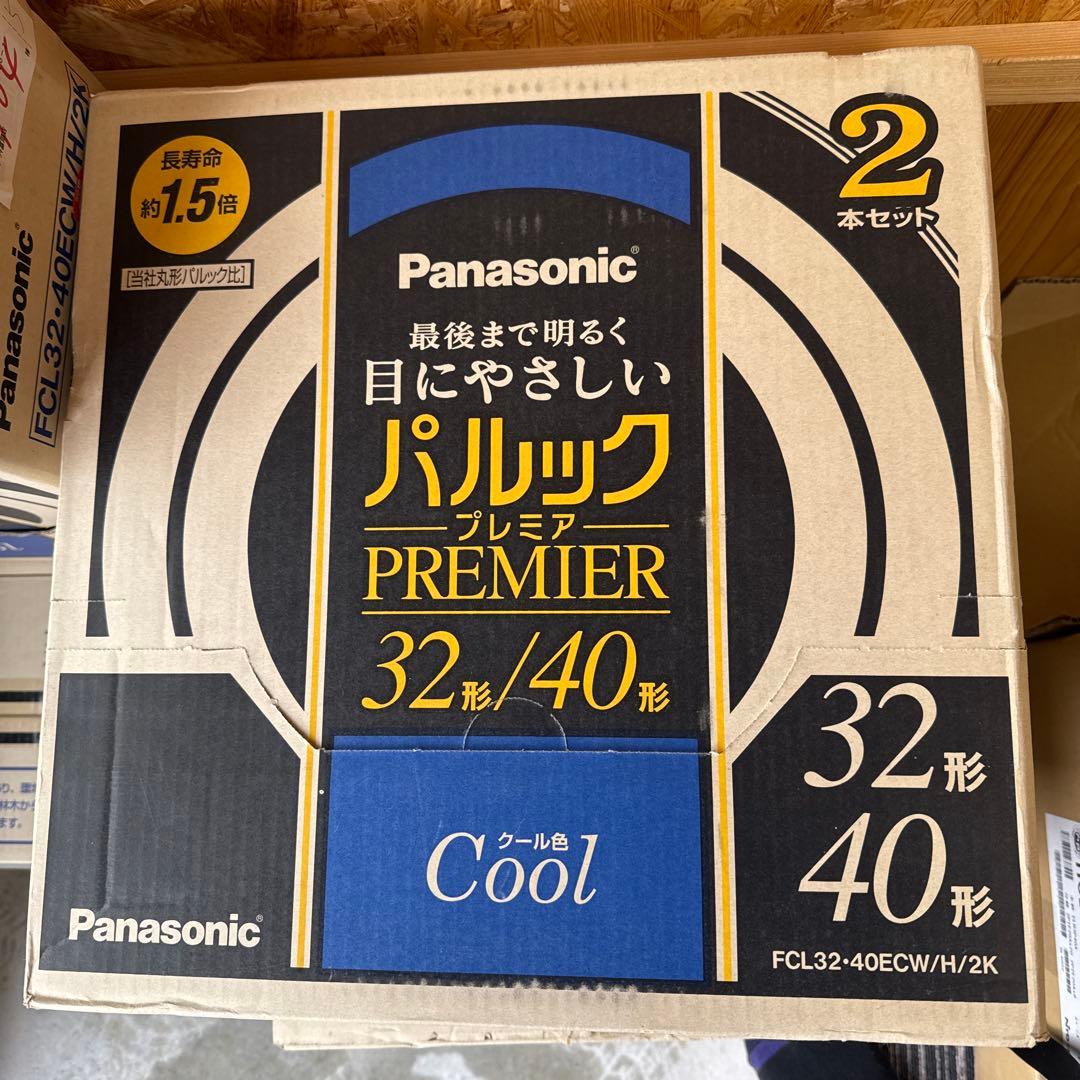 長寿命
約1.5倍
[当社丸形パルック比]
2
本セット
Panasonic®
最後まで明るく
目にやさしい
パルック
プレミア
PREMIER
32形/40形
クール色
Cool
32形
40形
Panasonic®
FCL32・40ECW/H/2K
Panasonic®
FCL32・40ECW/H/2K